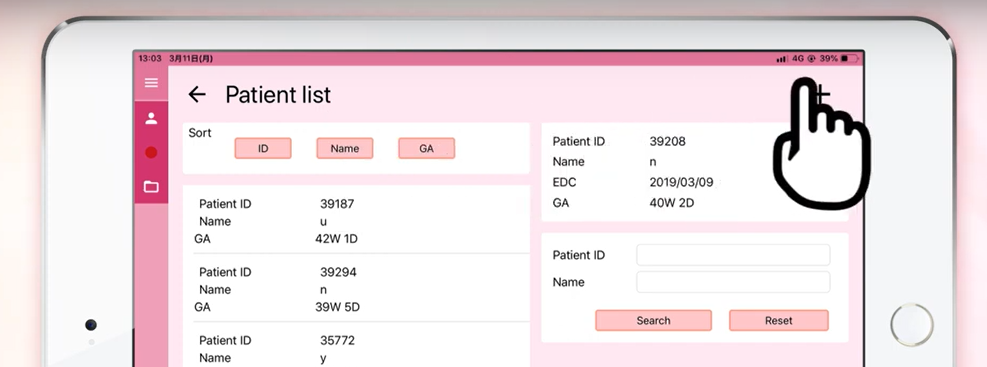 13:03 3月11日(月) 4G 39%
Patient list +
Sort
ID Name GA
Patient ID 39187
Name u
GA 42W 1D
Patient ID 39294
Name n
GA 39W 5D
Patient ID 35772
Name y
Patient ID 39208
Name n
EDC 2019/03/09
GA 40W 2D
Patient ID
Name
Search Reset